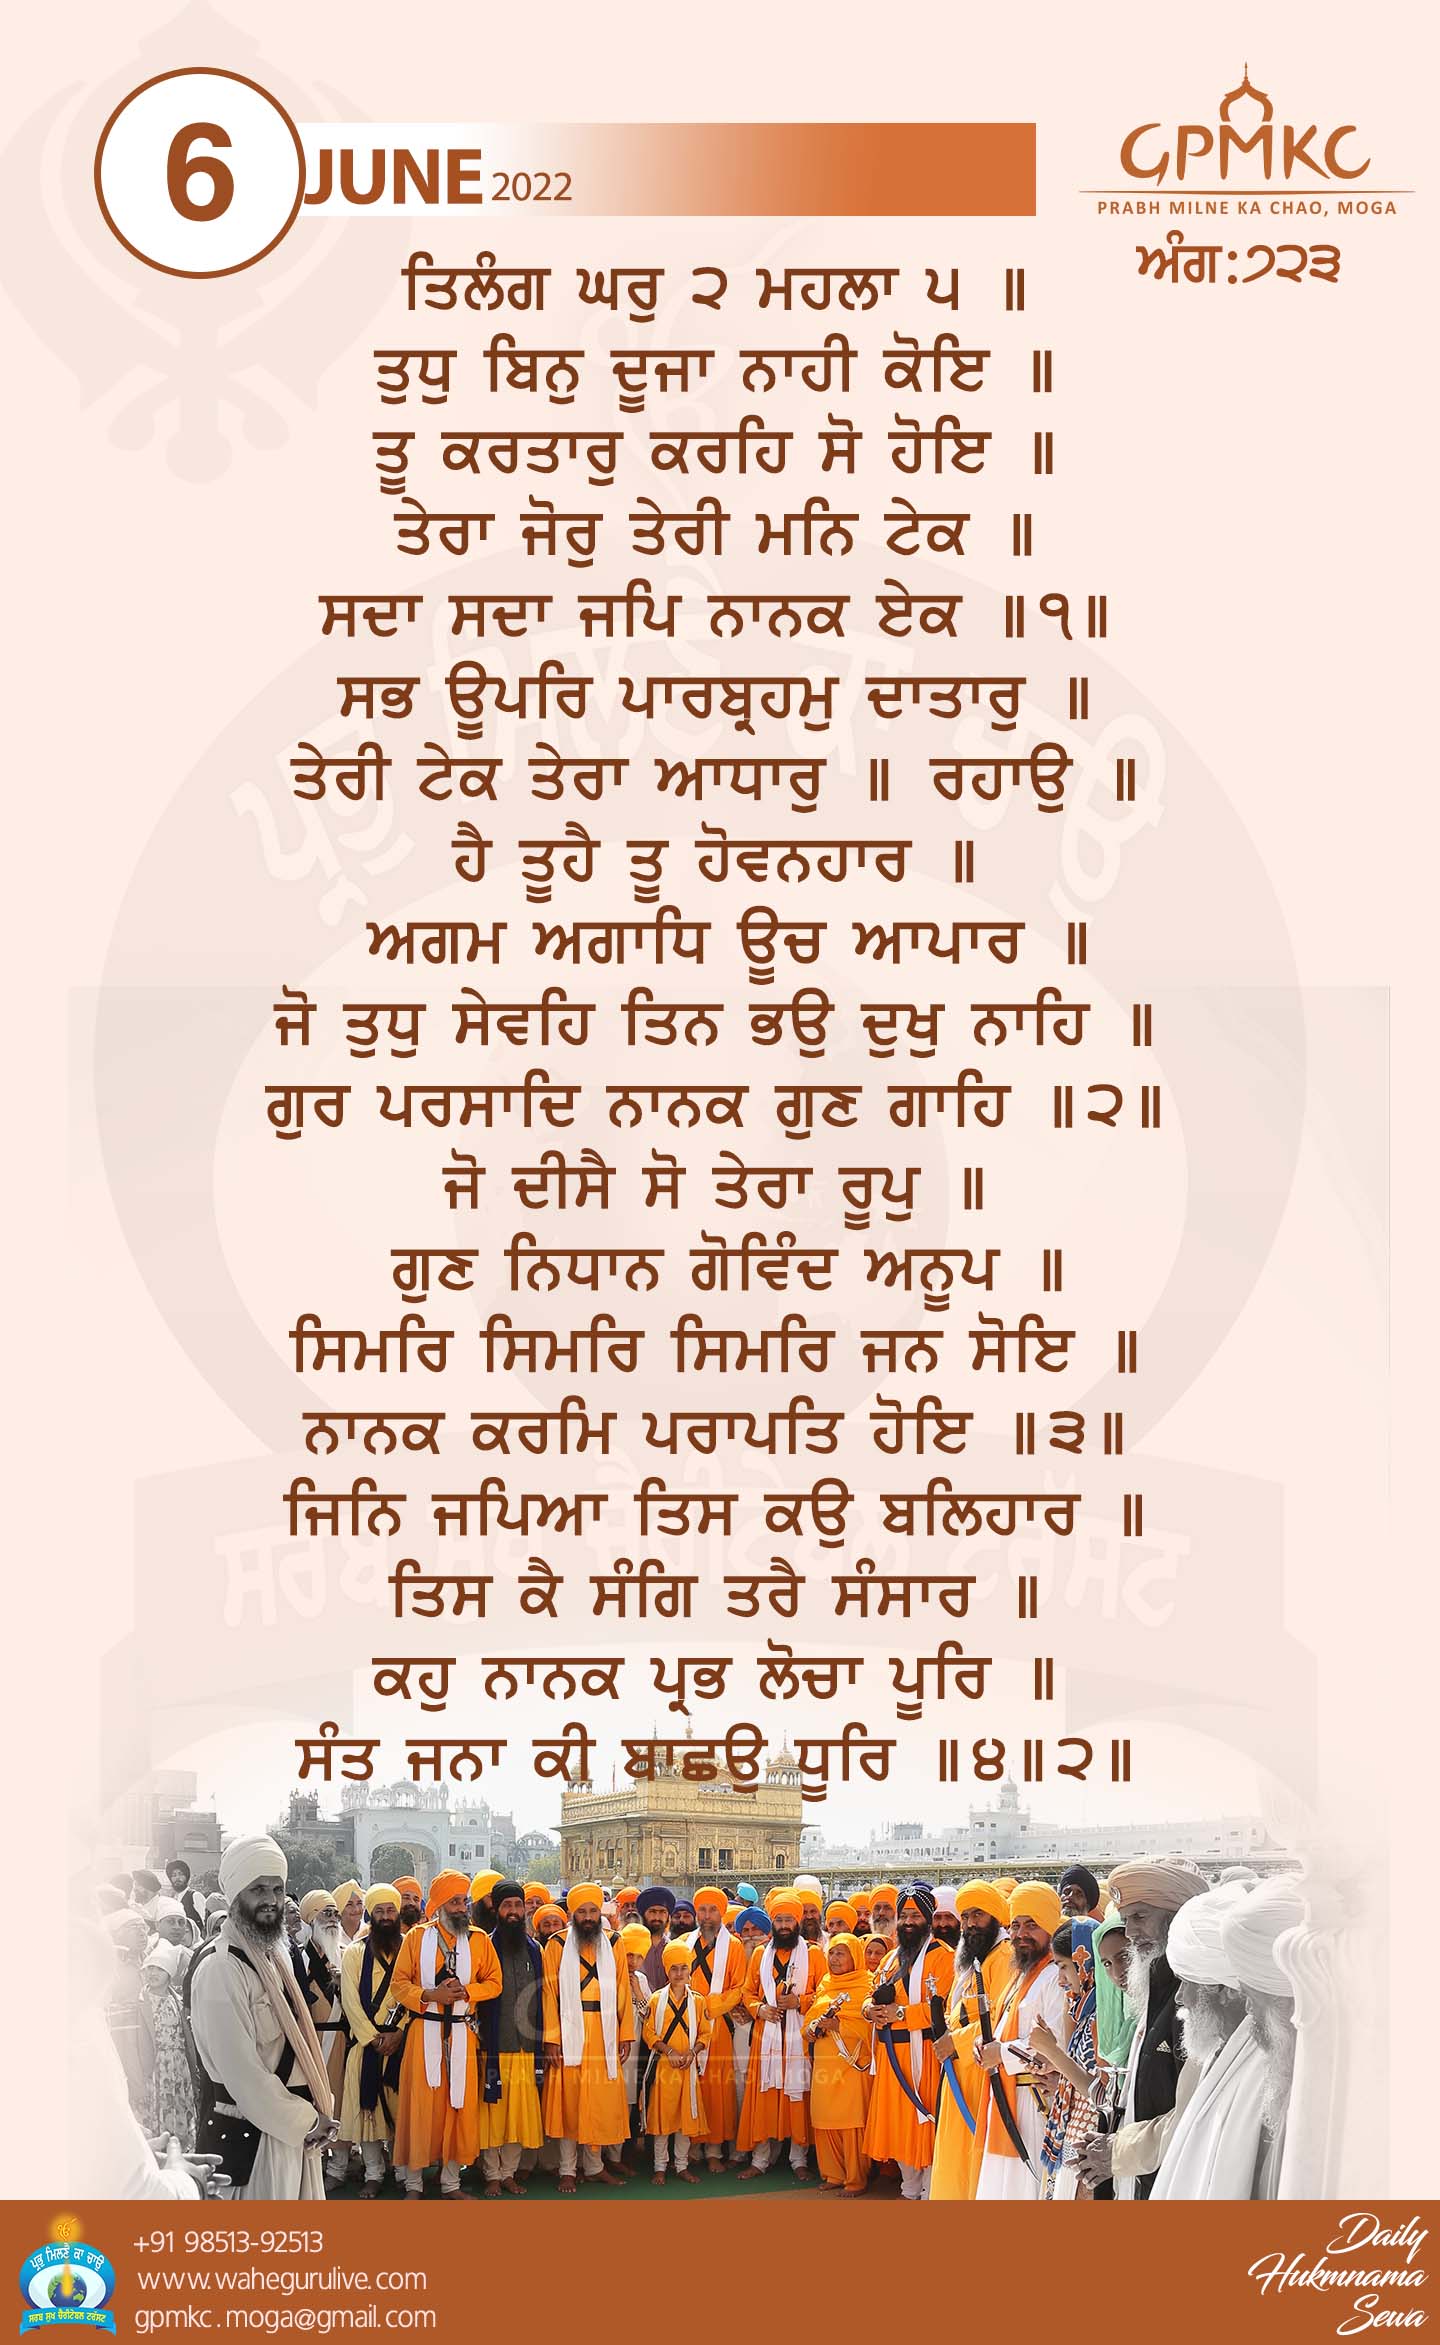 6
JUNE 2022
GPMKC
PRABH MILNE KA CHAO, MOGA
ਅੰਗ:੭੨੩
ਤਿਲੰਗ ਘਰੁ ੨ ਮਹਲਾ ੫ ॥
ਤੁਧੁ ਬਿਨੁ ਦੂਜਾ ਨਾਹੀ ਕੋਇ ॥
ਤੂ ਕਰਤਾਰੁ ਕਰਹਿ ਸੋ ਹੋਇ ॥
ਤੇਰਾ ਜੋਰੁ ਤੇਰੀ ਮਨਿ ਟੇਕ ॥
ਸਦਾ ਸਦਾ ਜਪਿ ਨਾਨਕ ਏਕ ॥੧॥
ਸਭ ਊਪਰਿ ਪਾਰਬ੍ਰਹਮੁ ਦਾਤਾਰੁ ॥
ਤੇਰੀ ਟੇਕ ਤੇਰਾ ਆਧਾਰੁ ॥ ਰਹਾਉ ॥
ਹੈ ਤੂਹੈ ਤੂ ਹੋਵਨਹਾਰ ॥
ਅਗਮ ਅਗਾਧਿ ਊਚ ਆਪਾਰ ॥
ਜੋ ਤੁਧੁ ਸੇਵਹਿ ਤਿਨ ਭਉ ਦੁਖੁ ਨਾਹਿ ॥
ਗੁਰ ਪਰਸਾਦਿ ਨਾਨਕ ਗੁਣ ਗਾਹਿ ॥੨॥
ਜੋ ਦੀਸੈ ਸੋ ਤੇਰਾ ਰੂਪੁ ॥
ਗੁਣ ਨਿਧਾਨ ਗੋਵਿੰਦ ਅਨੂਪ ॥
ਸਿਮਰਿ ਸਿਮਰਿ ਸਿਮਰਿ ਜਨ ਸੋਇ ॥
ਨਾਨਕ ਕਰਮਿ ਪਰਾਪਤਿ ਹੋਇ ॥੩॥
ਜਿਨਿ ਜਪਿਆ ਤਿਸ ਕਉ ਬਲਿਹਾਰ ॥
ਤਿਸ ਕੈ ਸੰਗਿ ਤਰੈ ਸੰਸਾਰ ॥
ਕਹੁ ਨਾਨਕ ਪ੍ਰਭ ਲੋਚਾ ਪੂਰਿ ॥
ਸੰਤ ਜਨਾ ਕੀ ਬਾਛਉ ਧੂਰਿ ॥੪॥੨॥
PRABH MILNE KA CHAO, MOGA
ਪ੍ਰਭੁ ਮਿਲਣੈ ਕਾ ਚਾਉ
ਸਰਬ ਸੁਖ ਚੈਰੀਟੇਬਲ ਟਰੱਸਟ
+91 98513-92513
www.wahegurulive.com
gpmkc.moga@gmail.com
Daily
Hukmnama
Sewa